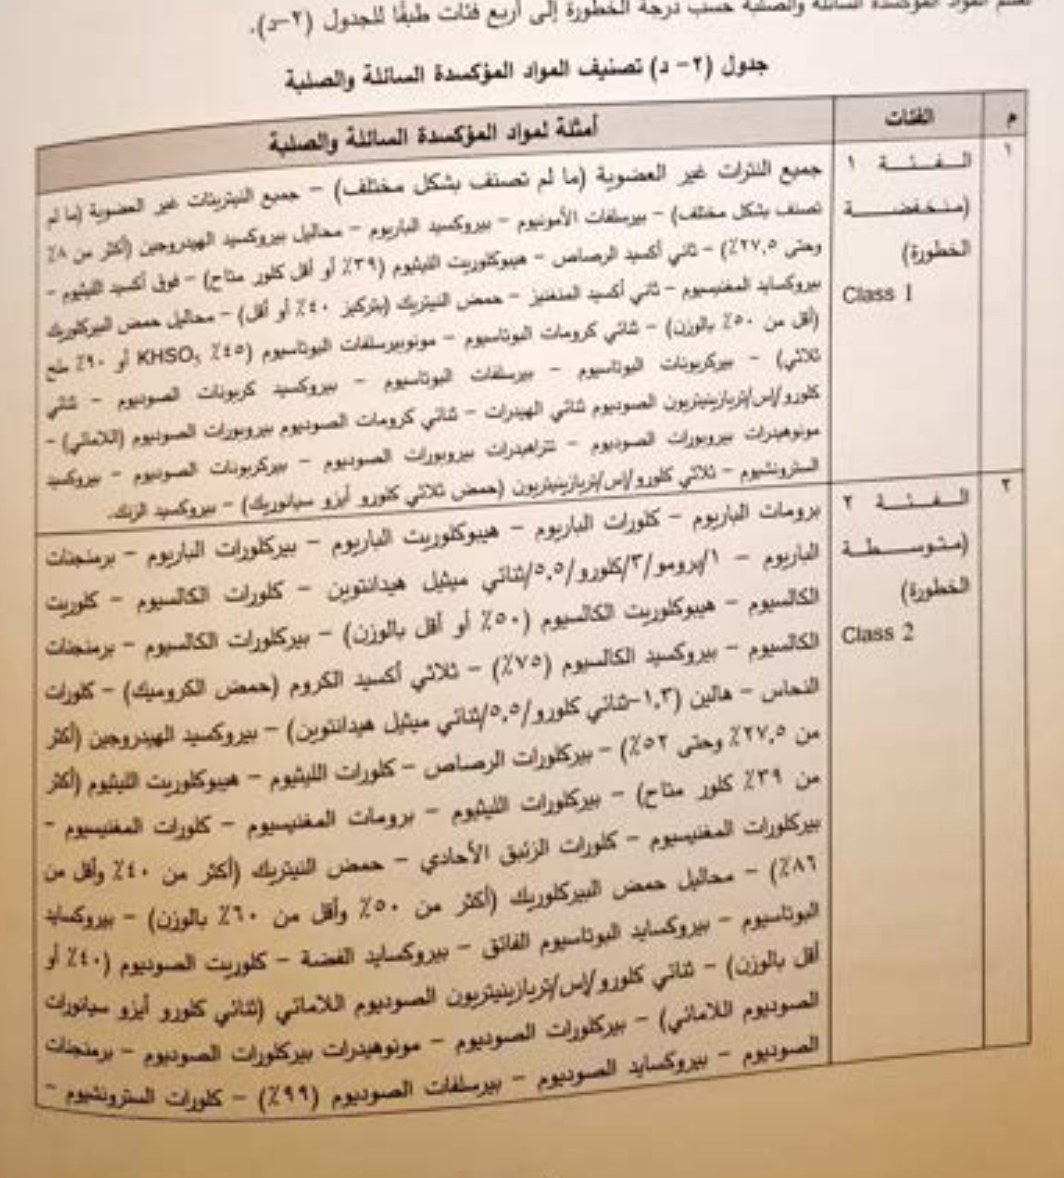 تقسم المواد المؤكسدة السائلة والصلبة حسب درجة الخطورة إلى أربع فئات طبقًا للجدول (٢-د).
جدول (٢- د) تصنيف المواد المؤكسدة السائلة والصلبة
م
الفئات
أمثلة لمواد المؤكسدة السائلة والصلبة
١
الفئة ١
(منخفضة
الخطورة)
Class 1
جميع النترات غير العضوية (ما لم تصنف بشكل مختلف) – جميع النيتريتات غير العضوية (ما لم
تصنف بشكل مختلف) – بيرسلفات الأمونيوم – بيروكسيد الباريوم – محاليل بيروكسيد الهيدروجين (أكثر من ٨٪
وحتى ٢٧,٥٪) – ثاني أكسيد الرصاص – هيبوكلوريت الليثيوم (٣٩٪ أو أقل كلور متاح) – فوق أكسيد الليثيوم –
بيروكسايد المغنيسيوم – ثاني أكسيد المنغنيز – حمض النيتريك (بتركيز ٤٠٪ أو أقل) – محاليل حمض البيركلوريك
(أقل من ٥٠٪ بالوزن) – ثنائي كرومات البوتاسيوم – مونوبيرسلفات البوتاسيوم (٤٥٪ KHSO₅ أو ٩٠٪ ملح
ثلاثي) – بيركربونات البوتاسيوم – بيرسلفات البوتاسيوم – بيروكسيد كربونات الصوديوم – ثنائي
كلورو/إس/تريازينيتريون الصوديوم ثنائي الهيدرات – ثنائي كرومات الصوديوم بيروبورات الصوديوم (اللامائي) –
مونوهيدرات بيروبورات الصوديوم – تتراهيدرات بيروبورات الصوديوم – بيركربونات الصوديوم – بيروكسيد
السترونشيوم – ثلاثي كلورو/إس/تريازينيتريون (حمض ثلاثي كلورو أيزو سيانوريك) – بيروكسيد الزنك.
٢
الفئة ٢
(متوسطة
الخطورة)
Class 2
برومات الباريوم – كلورات الباريوم – هيبوكلوريت الباريوم – بيركلورات الباريوم – برمنجنات
الباريوم – ١/برومو/٣/كلورو/٥,٥/ثنائي ميثيل هيدانتوين – كلورات الكالسيوم – كلوريت
الكالسيوم – هيبوكلوريت الكالسيوم (٥٠٪ أو أقل بالوزن) – بيركلورات الكالسيوم – برمنجنات
الكالسيوم – بيروكسيد الكالسيوم (٧٥٪) – ثلاثي أكسيد الكروم (حمض الكروميك) – كلورات
النحاس – هالين (١,٣-ثنائي كلورو/٥,٥/ثنائي ميثيل هيدانتوين) – بيروكسيد الهيدروجين (أكثر
من ٢٧,٥٪ وحتى ٥٢٪) – بيركلورات الرصاص – كلورات الليثيوم – هيبوكلوريت الليثيوم (أكثر
من ٣٩٪ كلور متاح) – بيركلورات الليثيوم – برومات المغنيسيوم – كلورات المغنيسيوم –
بيركلورات المغنيسيوم – كلورات الزئبق الأحادي – حمض النيتريك (أكثر من ٤٠٪ وأقل من
٨٦٪) – محاليل حمض البيركلوريك (أكثر من ٥٠٪ وأقل من ٦٠٪ بالوزن) – بيروكسايد
البوتاسيوم – بيروكسايد البوتاسيوم الفائق – بيروكسايد الفضة – كلوريت الصوديوم (٤٠٪ أو
أقل بالوزن) – ثنائي كلورو/إس/تريازينيتريون الصوديوم اللامائي (ثنائي كلورو أيزو سيانورات
الصوديوم اللامائي) – بيركلورات الصوديوم – مونوهيدرات بيركلورات الصوديوم – برمنجنات
الصوديوم – بيروكسايد الصوديوم – بيرسلفات الصوديوم (٩٩٪) – كلورات السترونشيوم –